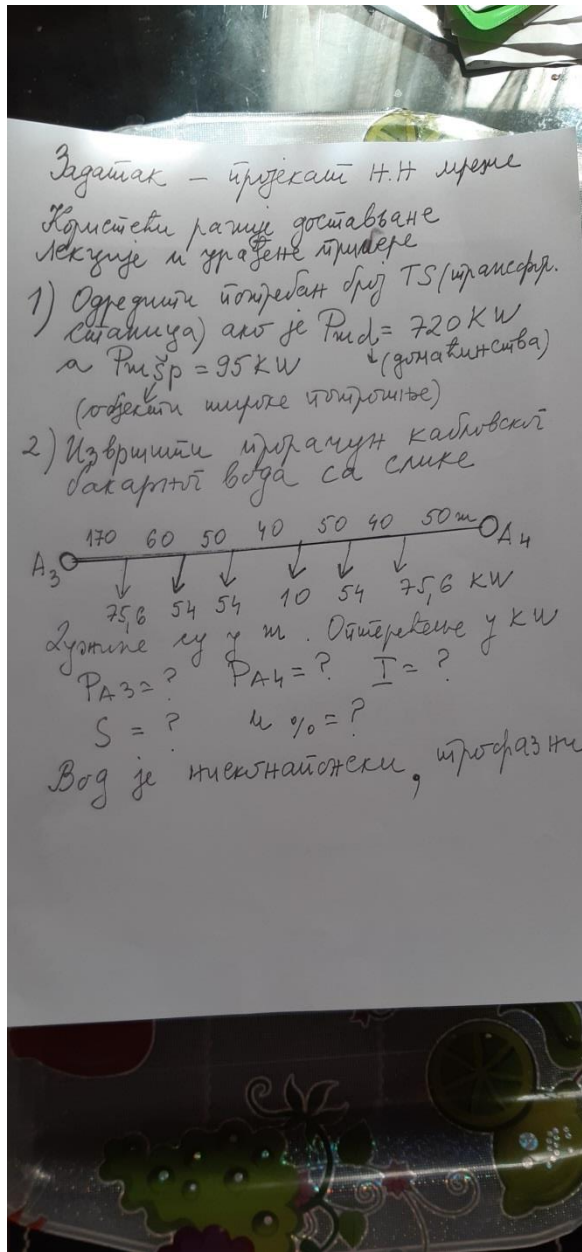 Задатак – пројекат Н.Н мреже
Користећи раније достављане
лекције и урађене примере
1) Одредити потребан број TS (трансфор.
станица) ако је Pmd = 720 KW
(домаћинства)
а Pmšp = 95 KW
(објекти широке потрошње)
2) Извршити прорачун кабловског
бакарног вода са слике
170 60 50 40 50 40 50 m
A3 A4
75,6 54 54 10 54 75,6 KW
Дужине су у m. Оптерећење у KW
PA3 = ? PA4 = ? I = ?
S = ? u % = ?
Вод је нисконапонски, трофазни